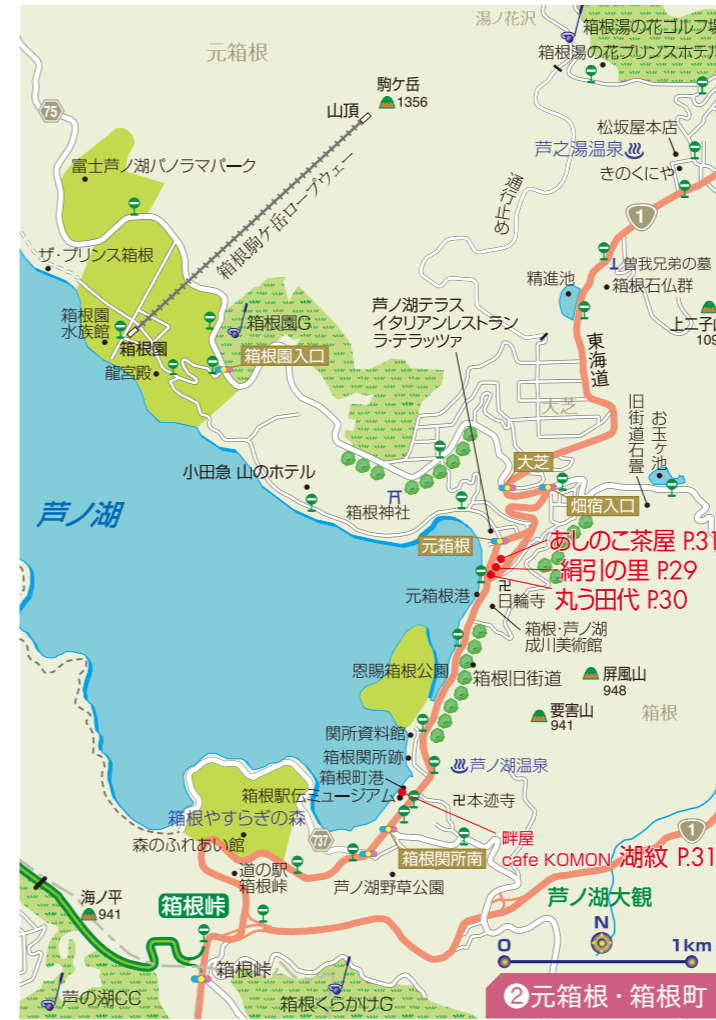 湯ノ花沢
箱根湯の花ゴルフ場
箱根湯の花プリンスホテル
元箱根
駒ケ岳
1356
山頂
75
松坂屋本店
芦之湯温泉
きのくにや
富士芦ノ湖パノラマパーク
箱根駒ケ岳ロープウェー
通行止め
1
ザ・プリンス箱根
曽我兄弟の墓
箱根石仏群
精進池
芦ノ湖テラス
イタリアンレストラン
ラ・テラッツァ
箱根園
水族館
箱根園
箱根園G
箱根園入口
龍宮殿
上二子山
109
東海道
大芝
旧街道石畳
お玉ヶ池
小田急 山のホテル
大芝
畑宿入口
芦ノ湖
箱根神社
元箱根
あしのこ茶屋 P.31
絹引の里 P.29
丸う田代 P.30
元箱根港
日輪寺
箱根・芦ノ湖
成川美術館
恩賜箱根公園
箱根旧街道
屏風山
948
要害山
941
箱根
関所資料館
箱根関所跡
箱根町港
芦ノ湖温泉
箱根駅伝ミュージアム
本迹寺
箱根やすらぎの森
森のふれあい館
737
畔屋
cafe KOMON 湖紋 P.31
1
箱根関所南
道の駅
箱根峠
芦ノ湖野草公園
海ノ平
941
箱根峠
芦ノ湖大観
N
0
1km
箱根峠
芦の湖CC
箱根くらかけG
❷元箱根・箱根町